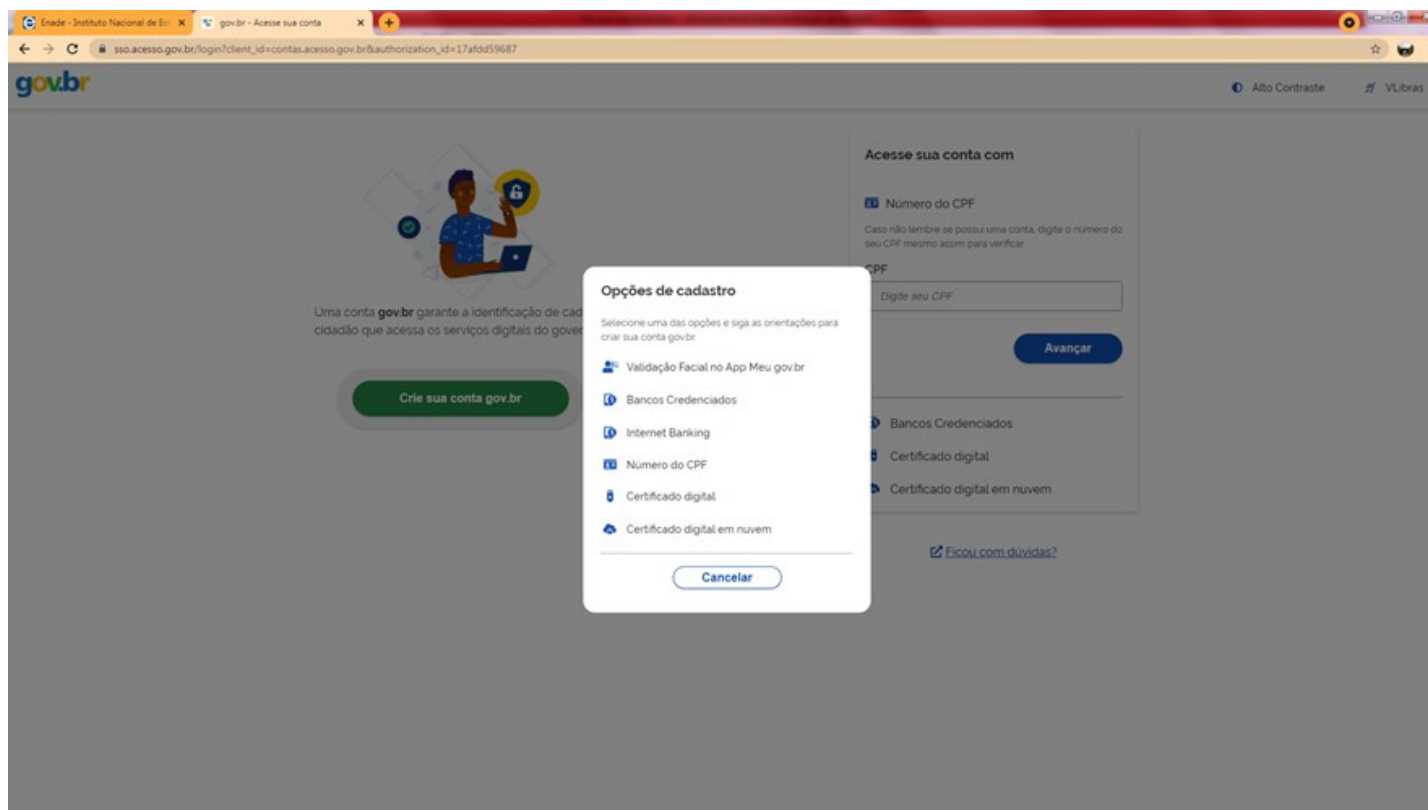 Enade - Instituto Nacional de Es
gov.br - Acesse sua conta
sso.acesso.gov.br/login?client_id=contas.acesso.gov.br&authorization_id=17afdd59687
gov.br
Alto Contraste
VLibras
Uma conta gov.br garante a identificação de cad
cidadão que acessa os serviços digitais do gover
Crie sua conta gov.br
Opções de cadastro
Selecione uma das opções e siga as orientações para
criar sua conta gov.br
Validação Facial no App Meu gov.br
Bancos Credenciados
Internet Banking
Número do CPF
Certificado digital
Certificado digital em nuvem
Cancelar
Acesse sua conta com
Número do CPF
Caso não lembre se possui uma conta, digite o número do
seu CPF mesmo assim para verificar
CPF
Digite seu CPF
Avançar
Bancos Credenciados
Certificado digital
Certificado digital em nuvem
Ficou com dúvidas?